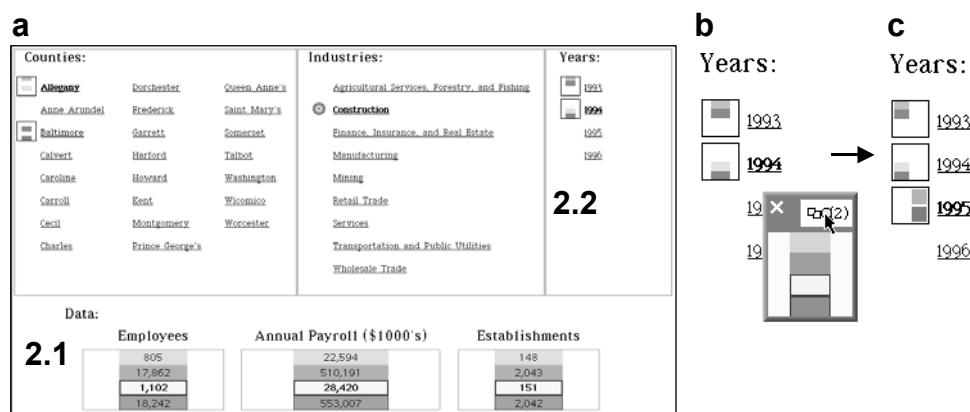 a
Counties:
Allegany Dorchester Queen Anne's
Anne Arundel Frederick Saint Mary's
Baltimore Garrett Somerset
Calvert Harford Talbot
Caroline Howard Washington
Carroll Kent Wicomico
Cecil Montgomery Worcester
Charles Prince George's
Industries:
Agricultural Services, Forestry, and Fishing
Construction
Finance, Insurance, and Real Estate
Manufacturing
Mining
Retail Trade
Services
Transportation and Public Utilities
Wholesale Trade
Years:
1993
1994
1995
1996
2.2
Data:
2.1
Employees Annual Payroll ($1000's) Establishments
805 22,594 148
17,862 510,191 2,043
1,102 28,420 151
18,242 553,007 2,042
b
Years:
1993
1994
19
(2)
19
c
Years:
1993
1994
1995
1996